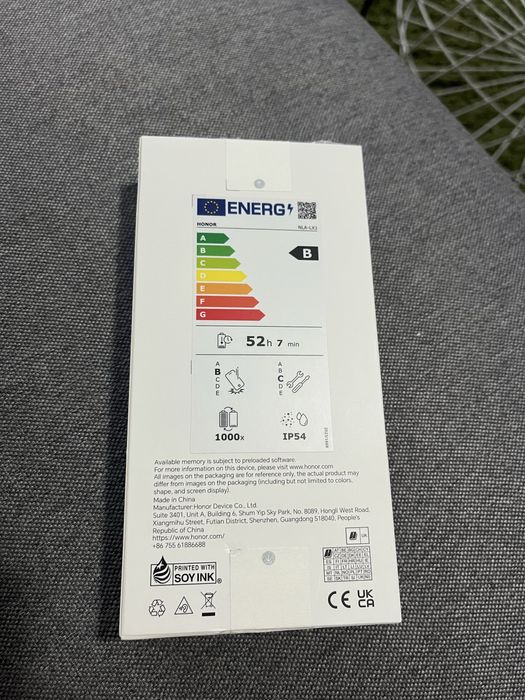 ENERG
HONOR NLA-LX1
A
B
C
D
E
F
G
B
52h 7 min
A
B
C
D
E
A
B
C
D
E
1000x
IP54
2023/1669
Available memory is subject to preloaded software.
For more information on this device, please visit www.honor.com
All images on the packaging are for reference only, the actual product may
differ from images on the packaging (including but not limited to colors,
shape, and screen display).
Made in China
Manufacturer:Honor Device Co., Ltd.
Suite 3401, Unit A, Building 6, Shum Yip Sky Park, No. 8089, Hongli West Road,
Xiangmihu Street, Futian District, Shenzhen, Guangdong 518040, People's
Republic of China
https://www.honor.com/
+86 755 61886688
PRINTED WITH
SOY INK
CE UK
CA